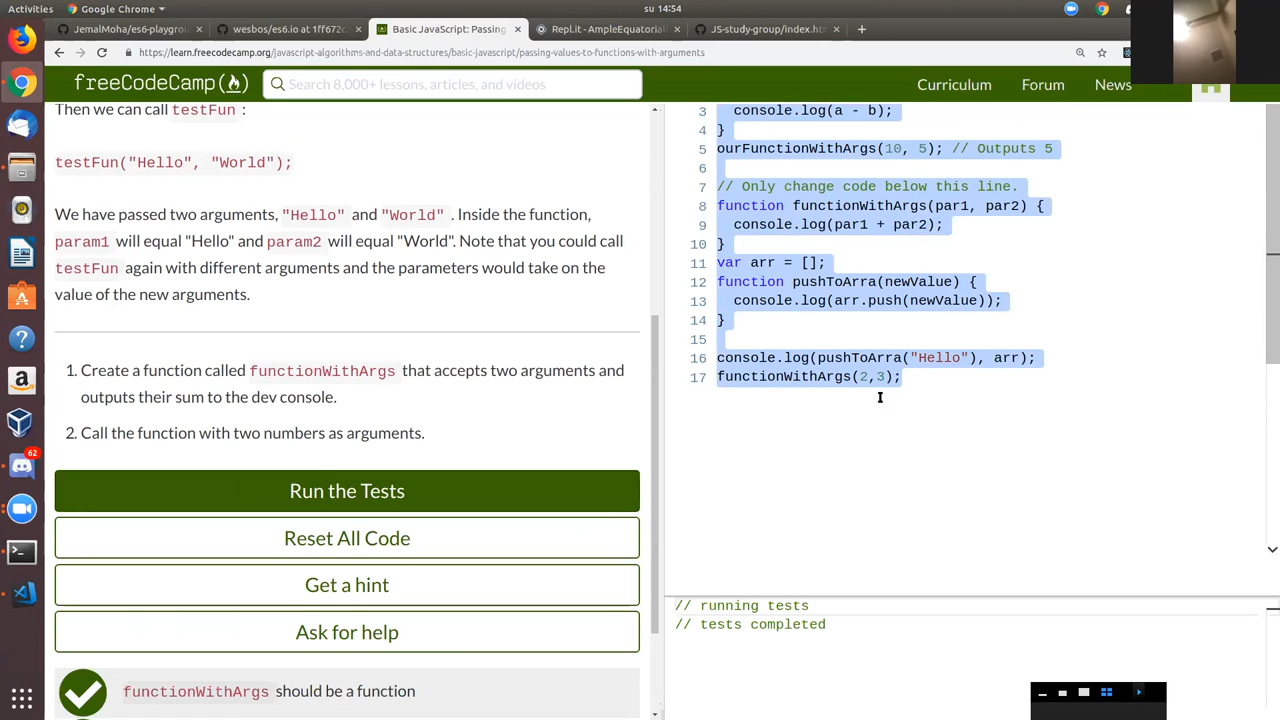 Activities
Google Chrome
su 14:54
JemalMoha/es6-playgrou
wesbos/es6.io at 1ff672c
Basic JavaScript: Passing
Repl.it - AmpleEquatorial
JS-study-group/index.htm
https://learn.freecodecamp.org/javascript-algorithms-and-data-structures/basic-javascript/passing-values-to-functions-with-arguments
freeCodeCamp
Search 8,000+ lessons, articles, and videos
Curriculum
Forum
News
Then we can call testFun :
testFun("Hello", "World");
We have passed two arguments, "Hello" and "World" . Inside the function,
param1 will equal "Hello" and param2 will equal "World". Note that you could call
testFun again with different arguments and the parameters would take on the
value of the new arguments.
1. Create a function called functionWithArgs that accepts two arguments and
outputs their sum to the dev console.
2. Call the function with two numbers as arguments.
Run the Tests
Reset All Code
Get a hint
Ask for help
functionWithArgs should be a function
3 console.log(a - b);
4 }
5 ourFunctionWithArgs(10, 5); // Outputs 5
6
7 // Only change code below this line.
8 function functionWithArgs(par1, par2) {
9 console.log(par1 + par2);
10 }
11 var arr = [];
12 function pushToArra(newValue) {
13 console.log(arr.push(newValue));
14 }
15
16 console.log(pushToArra("Hello"), arr);
17 functionWithArgs(2,3);
// running tests
// tests completed
62